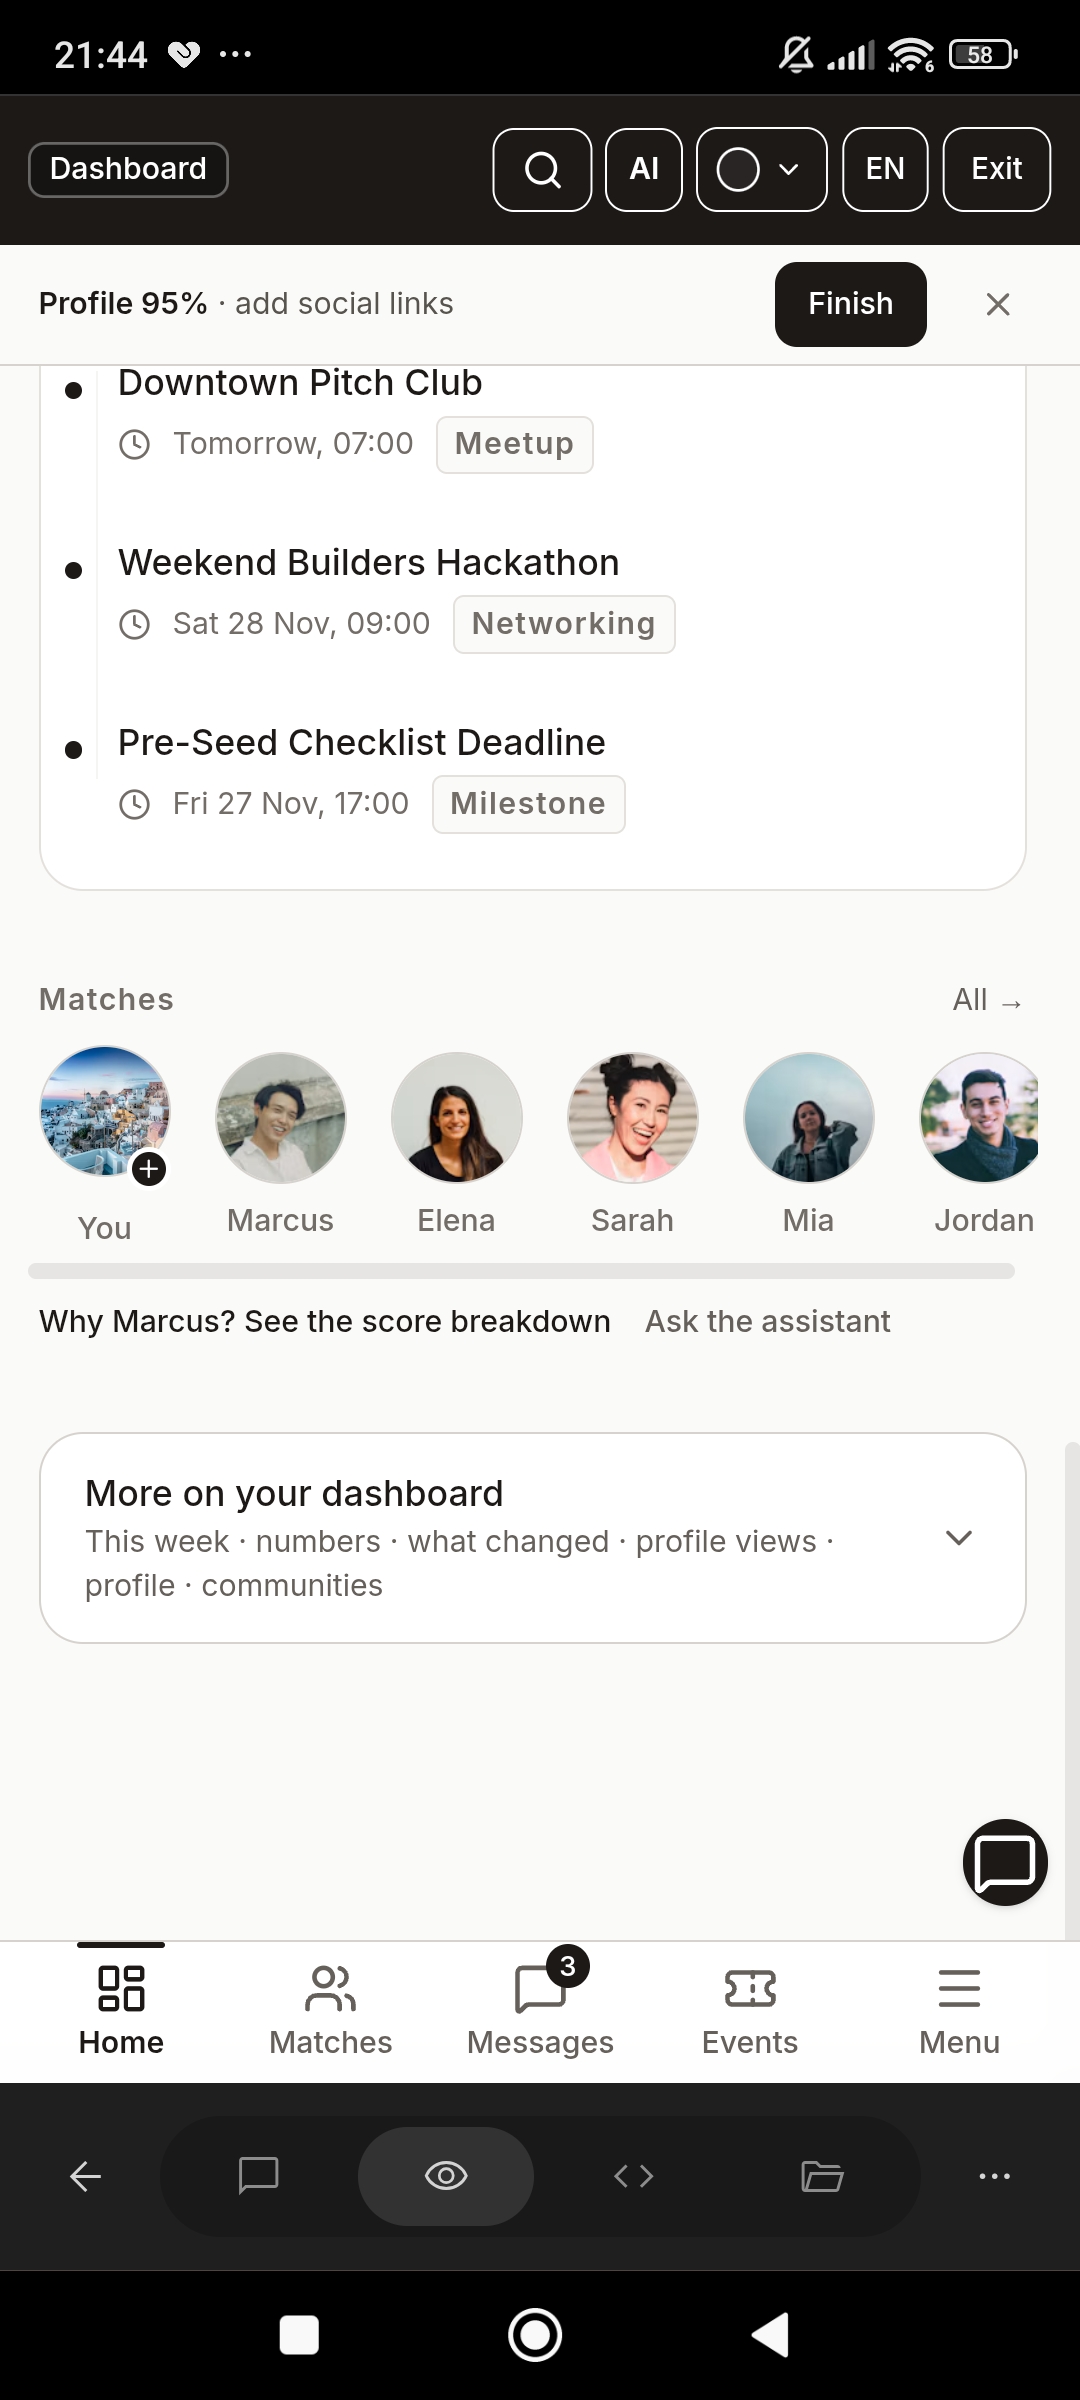 21:44 ... 58
Dashboard AI EN Exit
Profile 95% · add social links Finish
Downtown Pitch Club
Tomorrow, 07:00 Meetup
Weekend Builders Hackathon
Sat 28 Nov, 09:00 Networking
Pre-Seed Checklist Deadline
Fri 27 Nov, 17:00 Milestone
Matches All →
You Marcus Elena Sarah Mia Jordan
Why Marcus? See the score breakdown Ask the assistant
More on your dashboard
This week · numbers · what changed · profile views ·
profile · communities
3
Home Matches Messages Events Menu